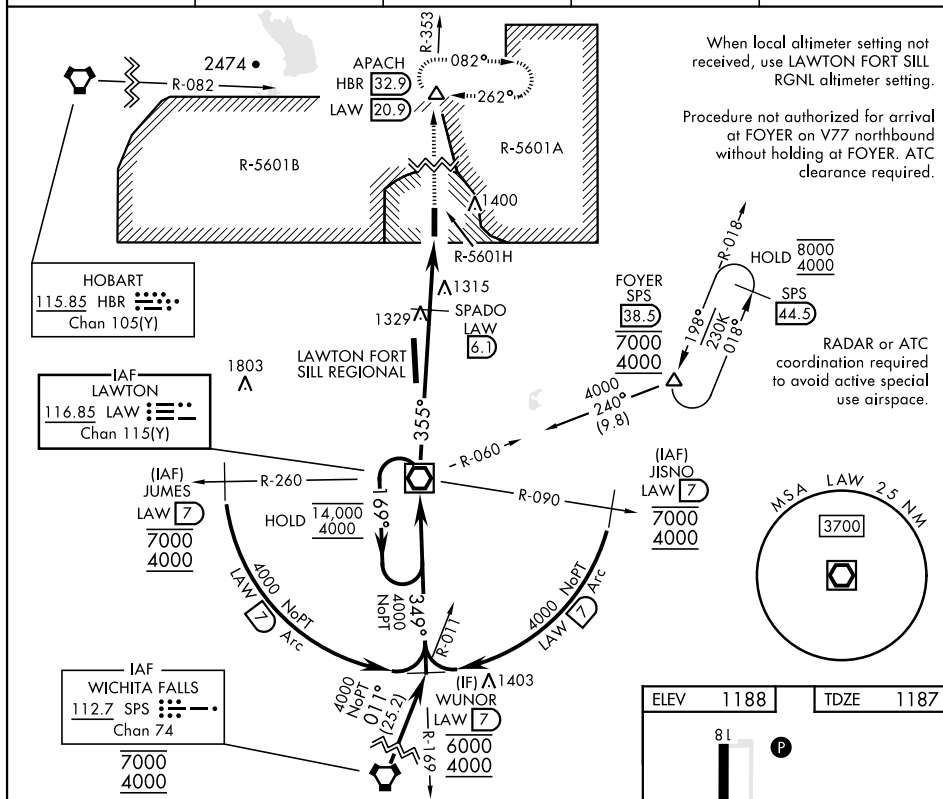 R-353
APACH
HBR 32.9
LAW 20.9
082°
262°
2474
R-082
R-5601B
R-5601A
1400
R-5601H
When local altimeter setting not
received, use LAWTON FORT SILL
RGNL altimeter setting.
Procedure not authorized for arrival
at FOYER on V77 northbound
without holding at FOYER. ATC
clearance required.
HOBART
115.85 HBR
Chan 105(Y)
1315
1329
SPADO
LAW
6.1
LAWTON FORT
SILL REGIONAL
1803
355°
R-018
HOLD 8000
4000
FOYER
SPS
38.5
7000
4000
198°
230K
018°
SPS
44.5
RADAR or ATC
coordination required
to avoid active special
use airspace.
4000
240°
(9.8)
IAF
LAWTON
116.85 LAW
Chan 115(Y)
R-060
R-260
R-090
(IAF)
JUMES
LAW 7
7000
4000
HOLD 14,000
4000
169°
(IAF)
JISNO
LAW 7
7000
4000
MSA LAW 25 NM
3700
4000 NoPT
LAW 7 Arc
4000
NoPT
349°
4000 NoPT
LAW 7 Arc
R-011
IAF
WICHITA FALLS
112.7 SPS
Chan 74
7000
4000
4000
NoPT
011°
(25.2)
R-169
(IF)
1403
WUNOR
LAW 7
6000
4000
ELEV 1188
TDZE 1187
18
P